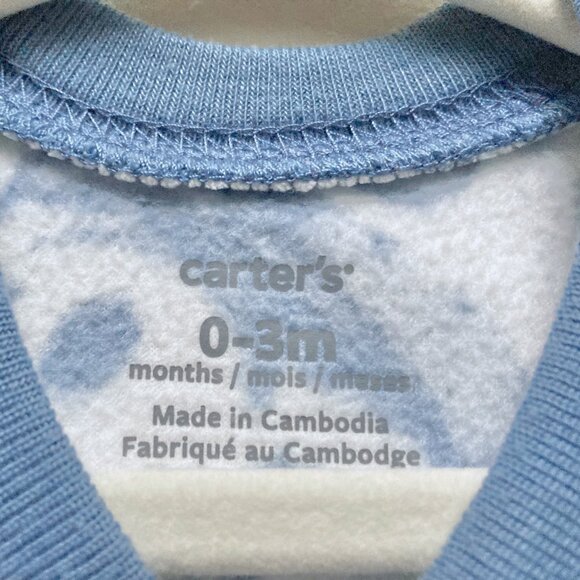 carter's
0-3m
months / mois / meses
Made in Cambodia
Fabriqué au Cambodge